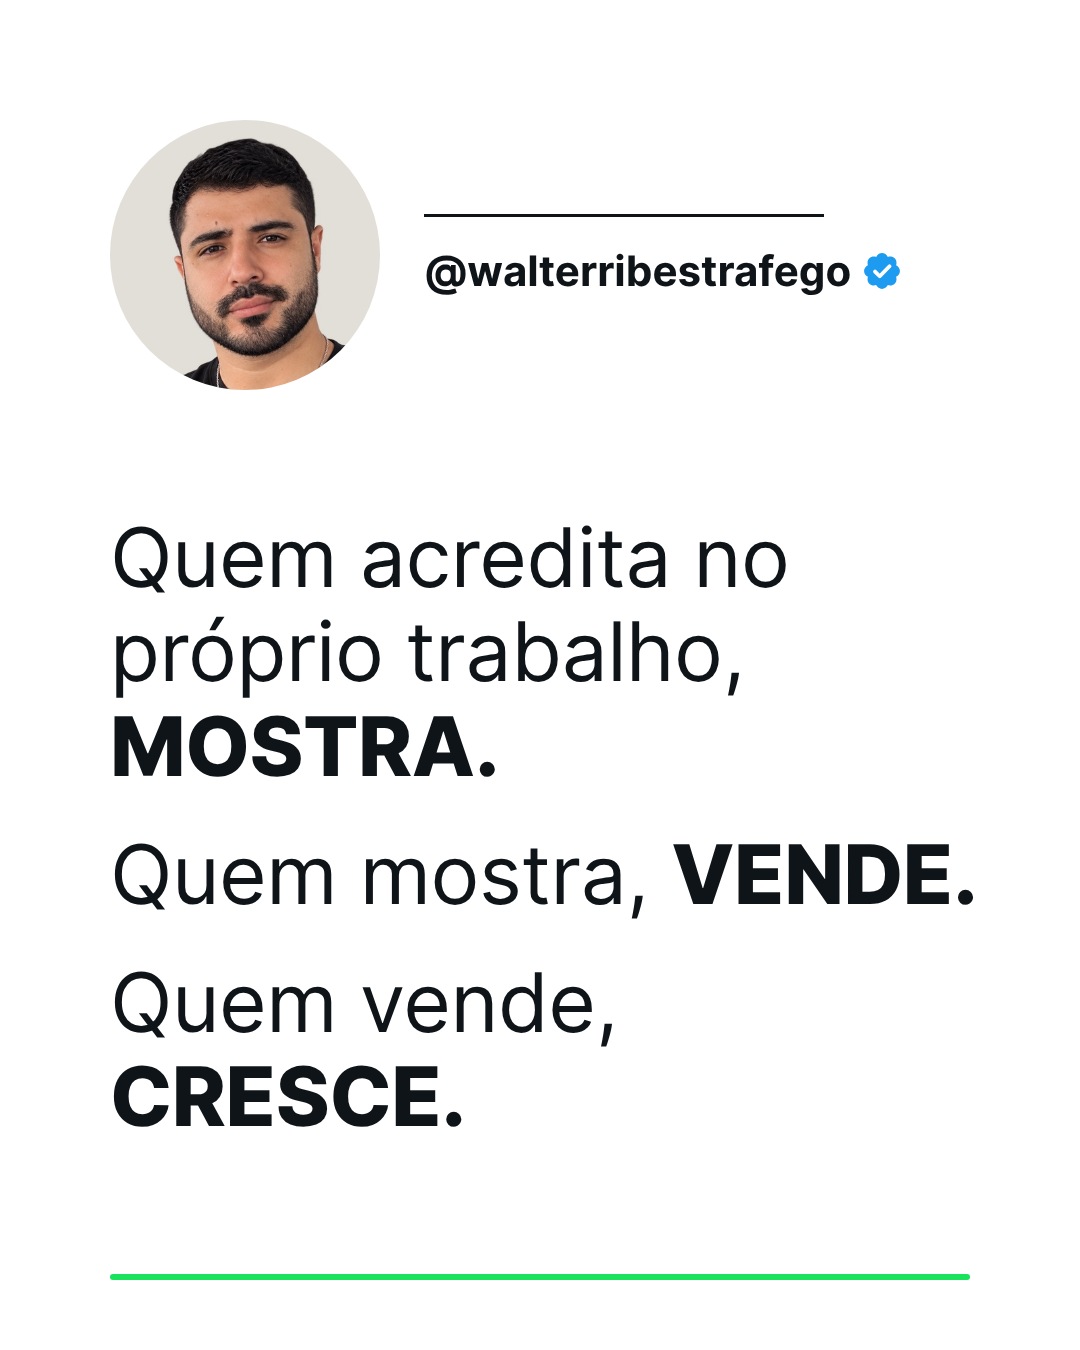 @walterribestrafego
Quem acredita no
próprio trabalho,
MOSTRA.
Quem mostra, VENDE.
Quem vende,
CRESCE.